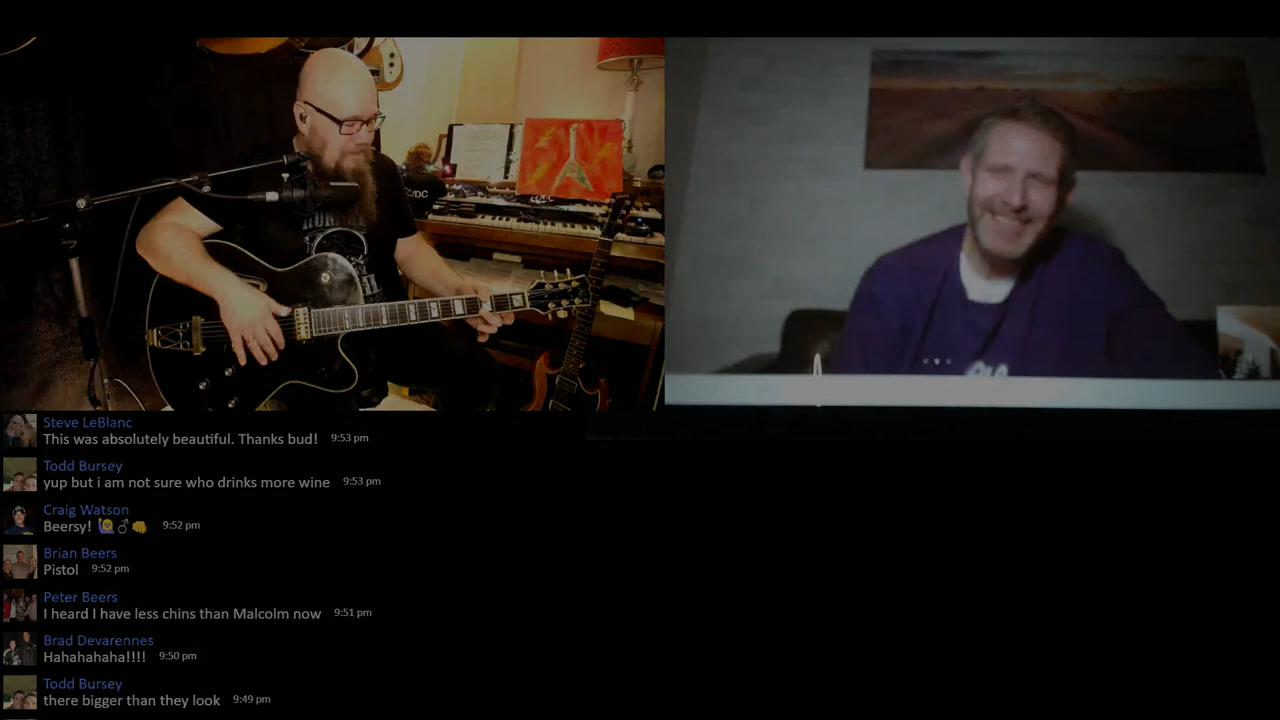 C/DC
Steve LeBlanc
This was absolutely beautiful. Thanks bud! 9:53 pm
Todd Bursey
yup but i am not sure who drinks more wine 9:53 pm
Craig Watson
Beersy! 🙋‍♂👊 9:52 pm
Brian Beers
Pistol 9:52 pm
Peter Beers
I heard I have less chins than Malcolm now 9:51 pm
Brad Devarennes
Hahahahaha!!!! 9:50 pm
Todd Bursey
there bigger than they look 9:49 pm